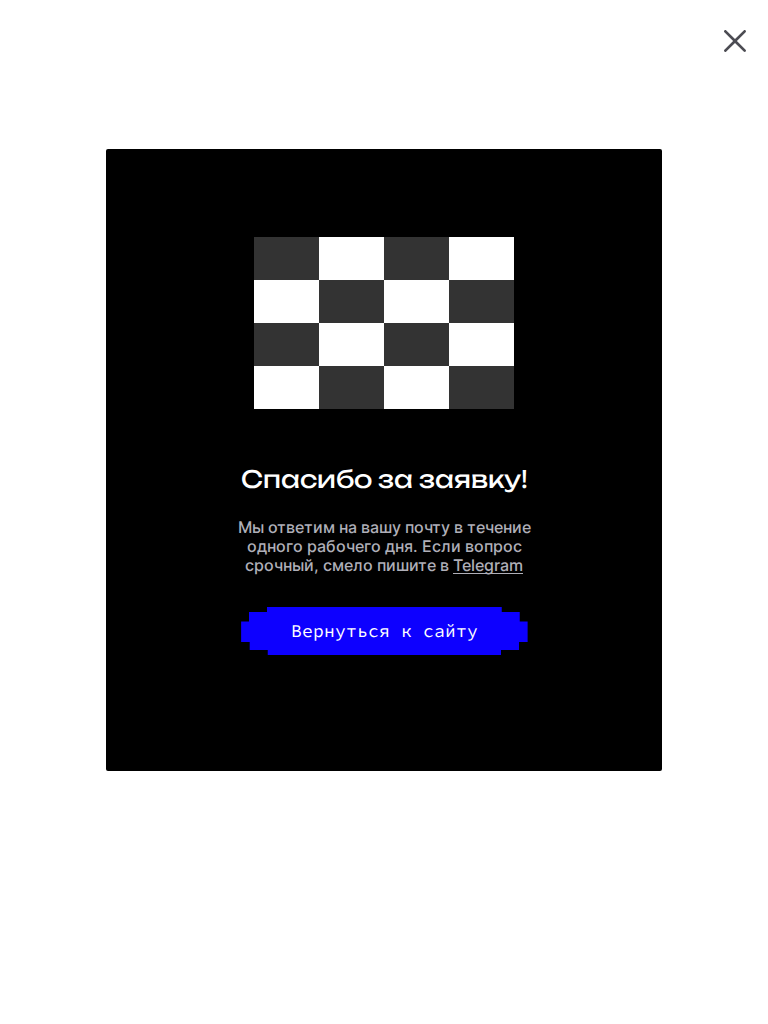 Спасибо за заявку!
Мы ответим на вашу почту в течение
одного рабочего дня. Если вопрос
срочный, смело пишите в Telegram
Вернуться к сайту